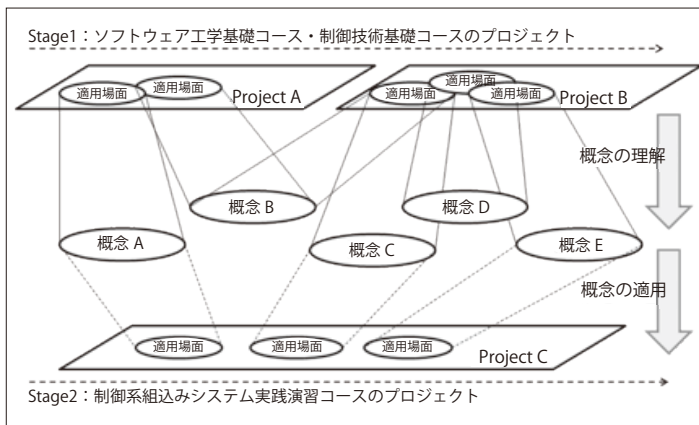 Stage1：ソフトウェア工学基礎コース・制御技術基礎コースのプロジェクト
適用場面
適用場面
Project A
適用場面
適用場面
適用場面
Project B
概念の理解
概念 B
概念 D
概念 A
概念 C
概念 E
概念の適用
適用場面
適用場面
適用場面
Project C
Stage2：制御系組込みシステム実践演習コースのプロジェクト